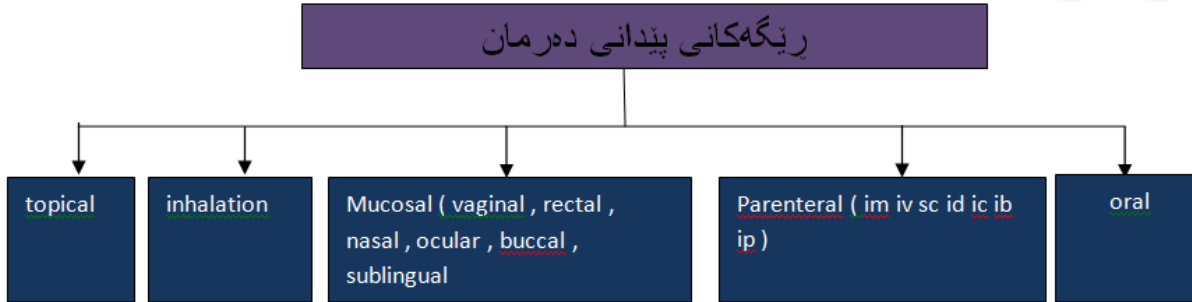 ڕێگەکانی پێدانی دەرمان
topical
inhalation
Mucosal ( vaginal , rectal ,
nasal , ocular , buccal ,
sublingual
Parenteral ( im iv sc id ic ib
ip )
oral